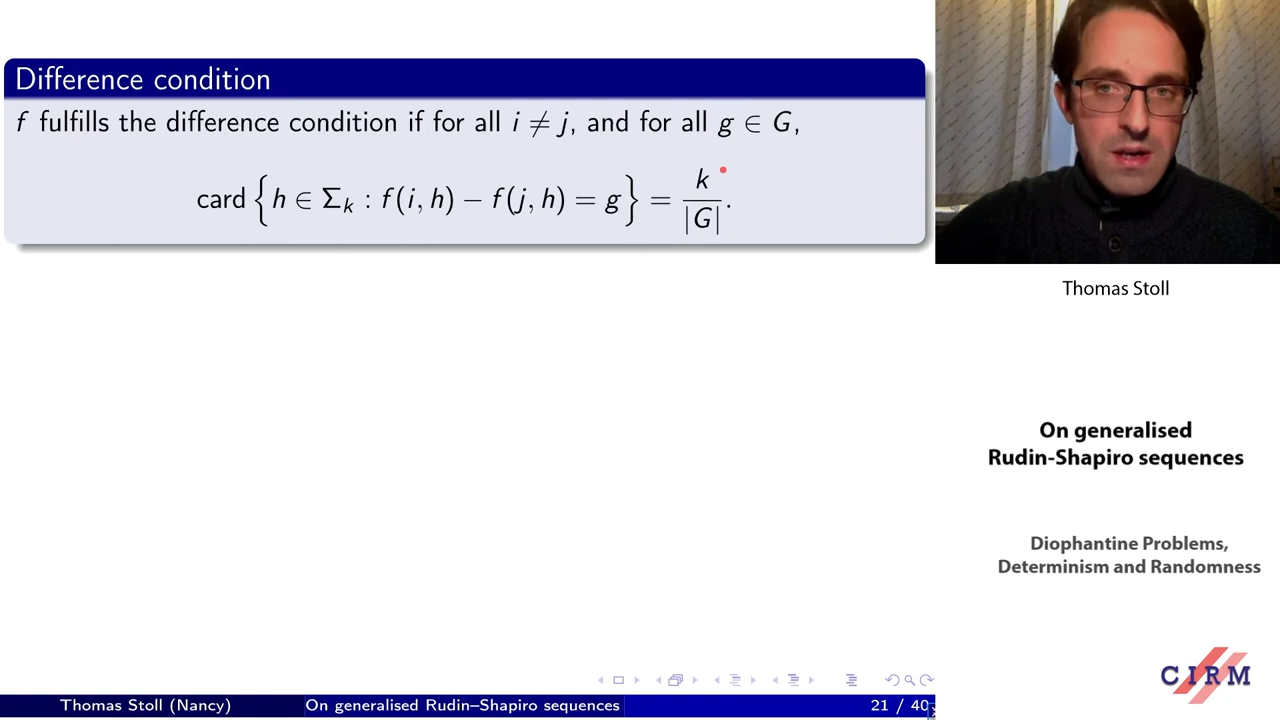 Difference condition
f fulfills the difference condition if for all i ≠ j, and for all g ∈ G,
card {h ∈ Σ_k : f(i, h) − f(j, h) = g} = k/|G|.
Thomas Stoll
On generalised
Rudin-Shapiro sequences
Diophantine Problems,
Determinism and Randomness
CIRM
Thomas Stoll (Nancy) On generalised Rudin–Shapiro sequences 21 / 40